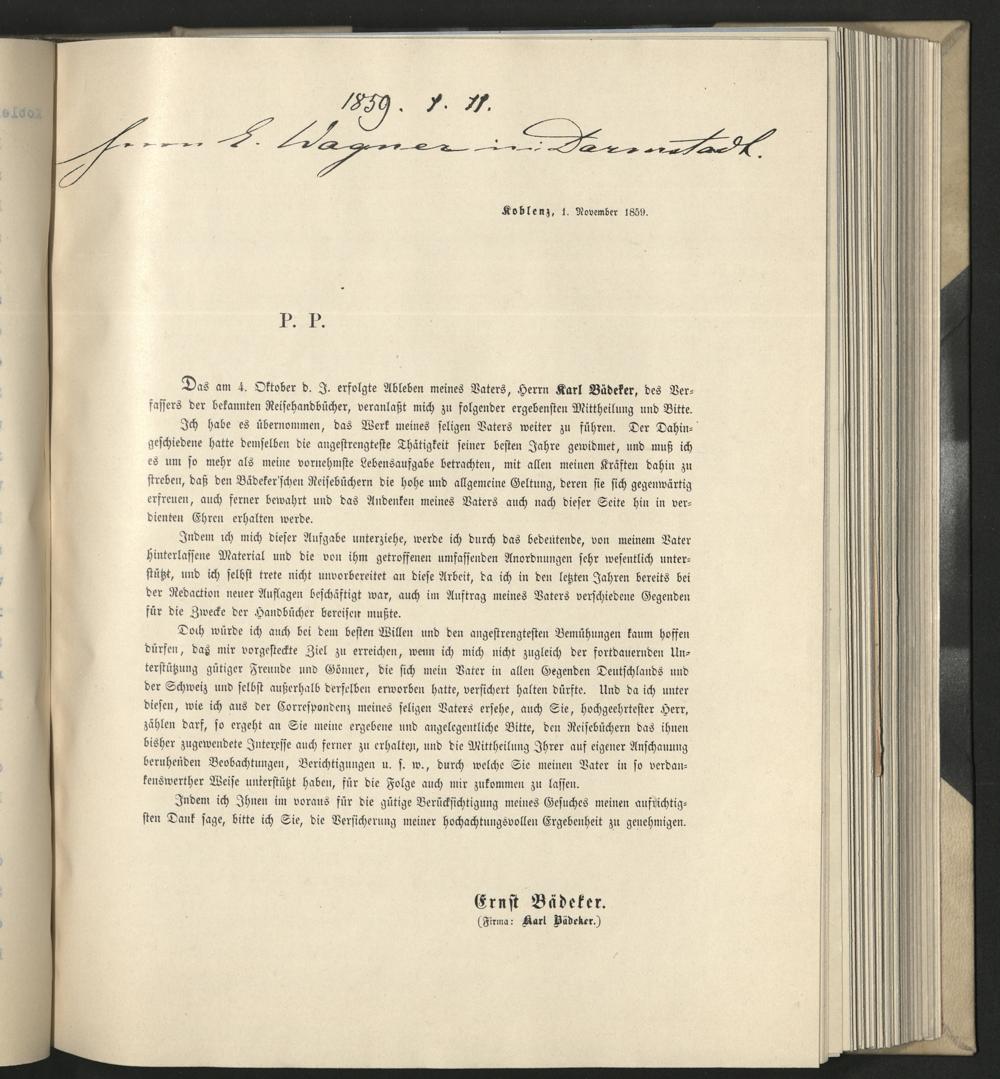 1859. 1. 11.
Herrn E. Wagner in Darmstadt.
Koblenz, 1. November 1859.
P. P.
Das am 4. Oktober d. J. erfolgte Ableben meines Vaters, Herrn Karl Bädeker, des Ver-
fassers der bekannten Reisehandbücher, veranlaßt mich zu folgender ergebensten Mittheilung und Bitte.
Ich habe es übernommen, das Werk meines seligen Vaters weiter zu führen. Der Dahin-
geschiedene hatte demselben die angestrengteste Thätigkeit seiner besten Jahre gewidmet, und muß ich
es um so mehr als meine vornehmste Lebensaufgabe betrachten, mit allen meinen Kräften dahin zu
streben, daß den Bädeker'schen Reisebüchern die hohe und allgemeine Geltung, deren sie sich gegenwärtig
erfreuen, auch ferner bewahrt und das Andenken meines Vaters auch nach dieser Seite hin in ver-
dienten Ehren erhalten werde.
Indem ich mich dieser Aufgabe unterziehe, werde ich durch das bedeutende, von meinem Vater
hinterlassene Material und die von ihm getroffenen umfassenden Anordnungen sehr wesentlich unter-
stützt, und ich selbst trete nicht unvorbereitet an diese Arbeit, da ich in den letzten Jahren bereits bei
der Redaction neuer Auflagen beschäftigt war, auch im Auftrag meines Vaters verschiedene Gegenden
für die Zwecke der Handbücher bereisen mußte.
Doch würde ich auch bei dem besten Willen und den angestrengtesten Bemühungen kaum hoffen
dürfen, das mir vorgesteckte Ziel zu erreichen, wenn ich mich nicht zugleich der fortdauernden Un-
terstützung gütiger Freunde und Gönner, die sich mein Vater in allen Gegenden Deutschlands und
der Schweiz und selbst außerhalb derselben erworben hatte, versichert halten dürfte. Und da ich unter
diesen, wie ich aus der Correspondenz meines seligen Vaters ersehe, auch Sie, hochgeehrtester Herr,
zählen darf, so ergeht an Sie meine ergebene und angelegentliche Bitte, den Reisebüchern das ihnen
bisher zugewendete Interesse auch ferner zu erhalten, und die Mittheilung Ihrer auf eigener Anschauung
beruhenden Beobachtungen, Berichtigungen u. s. w., durch welche Sie meinen Vater in so verdan-
kenswerther Weise unterstützt haben, für die Folge auch mir zukommen zu lassen.
Indem ich Ihnen im voraus für die gütige Berücksichtigung meines Gesuches meinen aufrichtig-
sten Dank sage, bitte ich Sie, die Versicherung meiner hochachtungsvollen Ergebenheit zu genehmigen.
Ernst Bädeker.
(Firma: Karl Bädeker.)